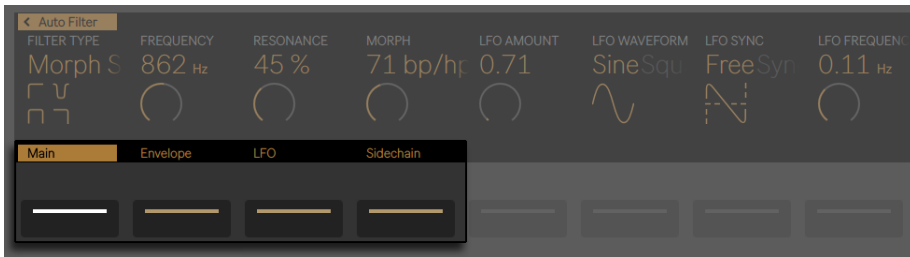 Auto Filter
FILTER TYPE FREQUENCY RESONANCE MORPH LFO AMOUNT LFO WAVEFORM LFO SYNC LFO FREQUENC
Morph S 862 Hz 45 % 71 bp/hp 0.71 Sine Squ Free Syn 0.11 Hz
Main Envelope LFO Sidechain